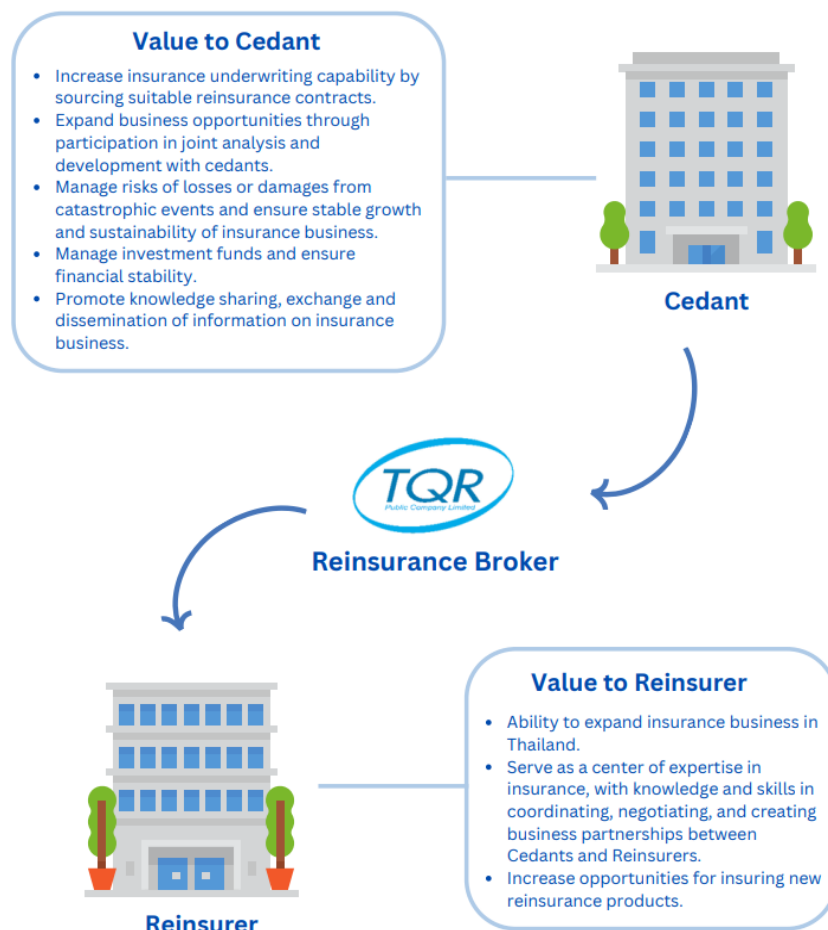 Value to Cedant
• Increase insurance underwriting capability by
sourcing suitable reinsurance contracts.
• Expand business opportunities through
participation in joint analysis and
development with cedants.
• Manage risks of losses or damages from
catastrophic events and ensure stable growth
and sustainability of insurance business.
• Manage investment funds and ensure
financial stability.
• Promote knowledge sharing, exchange and
dissemination of information on insurance
business.
Cedant
TQR
Public Company Limited
Reinsurance Broker
Value to Reinsurer
• Ability to expand insurance business in
Thailand.
• Serve as a center of expertise in
insurance, with knowledge and skills in
coordinating, negotiating, and creating
business partnerships between
Cedants and Reinsurers.
• Increase opportunities for insuring new
reinsurance products.
Reinsurer